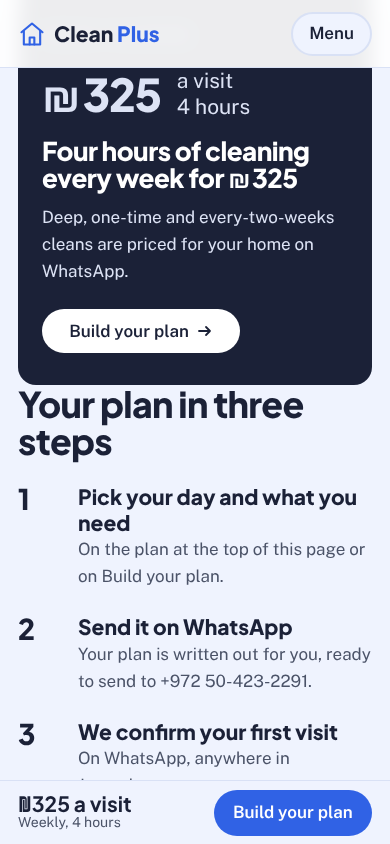 Clean Plus
Menu
₪325
a visit
4 hours
Four hours of cleaning
every week for ₪325
Deep, one-time and every-two-weeks
cleans are priced for your home on
WhatsApp.
Build your plan →
Your plan in three
steps
1
Pick your day and what you
need
On the plan at the top of this page or
on Build your plan.
2
Send it on WhatsApp
Your plan is written out for you, ready
to send to +972 50-423-2291.
3
We confirm your first visit
On WhatsApp, anywhere in
₪325 a visit
Weekly, 4 hours
Build your plan